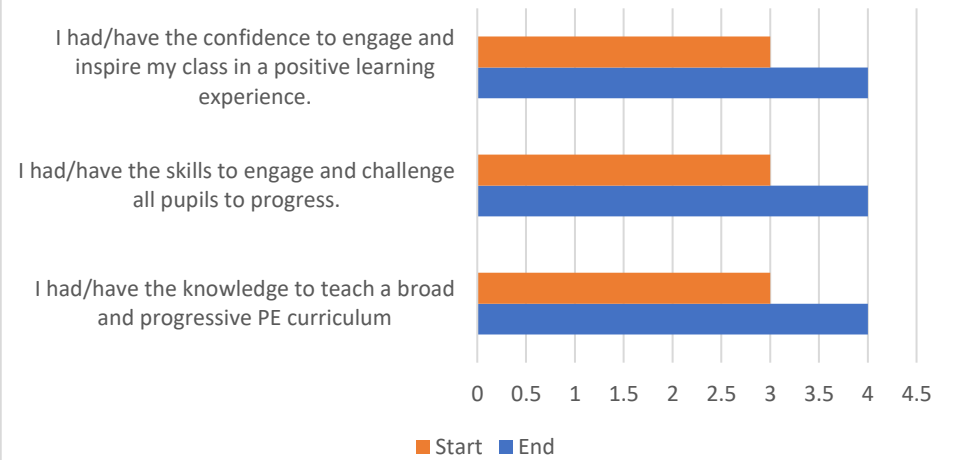 I had/have the confidence to engage and
inspire my class in a positive learning
experience.
I had/have the skills to engage and challenge
all pupils to progress.
I had/have the knowledge to teach a broad
and progressive PE curriculum
0 0.5 1 1.5 2 2.5 3 3.5 4 4.5
Start End